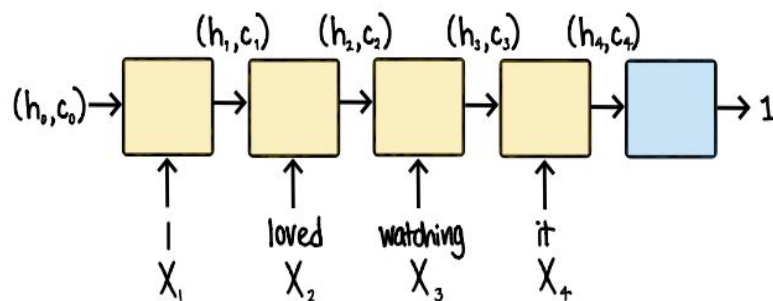 (h₁,c₁) (h₂,c₂) (h₃,c₃) (h₄,c₄)
(h₀,c₀) 1
I loved watching it
X₁ X₂ X₃ X₄